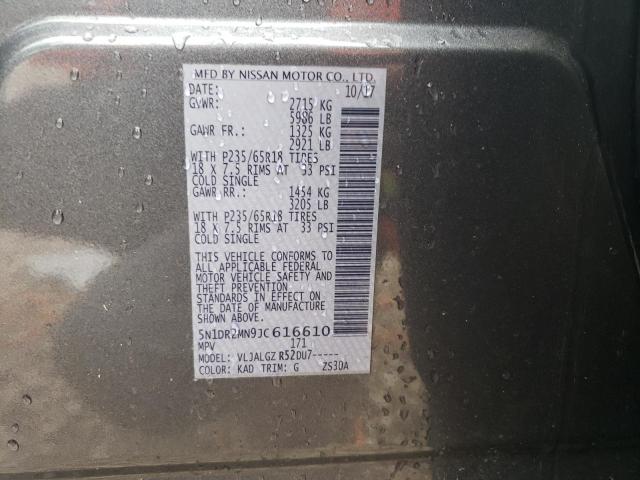 MFD BY NISSAN MOTOR CO., LTD.
DATE: 10/17
GVWR: 2715 KG
5986 LB
GAWR FR.: 1325 KG
2921 LB
WITH P235/65R18 TIRES
18 X 7.5 RIMS AT 33 PSI
COLD SINGLE
GAWR RR.: 1454 KG
3205 LB
WITH P235/65R18 TIRES
18 X 7.5 RIMS AT 33 PSI
COLD SINGLE
THIS VEHICLE CONFORMS TO
ALL APPLICABLE FEDERAL
MOTOR VEHICLE SAFETY AND
THEFT PREVENTION
STANDARDS IN EFFECT ON
THE DATE OF MANUFACTURE
SHOWN ABOVE.
5N1DR2MN9JC616610
MPV 171
MODEL: VLJALGZ R52DU7-----
COLOR: KAD TRIM: G ZS3DA